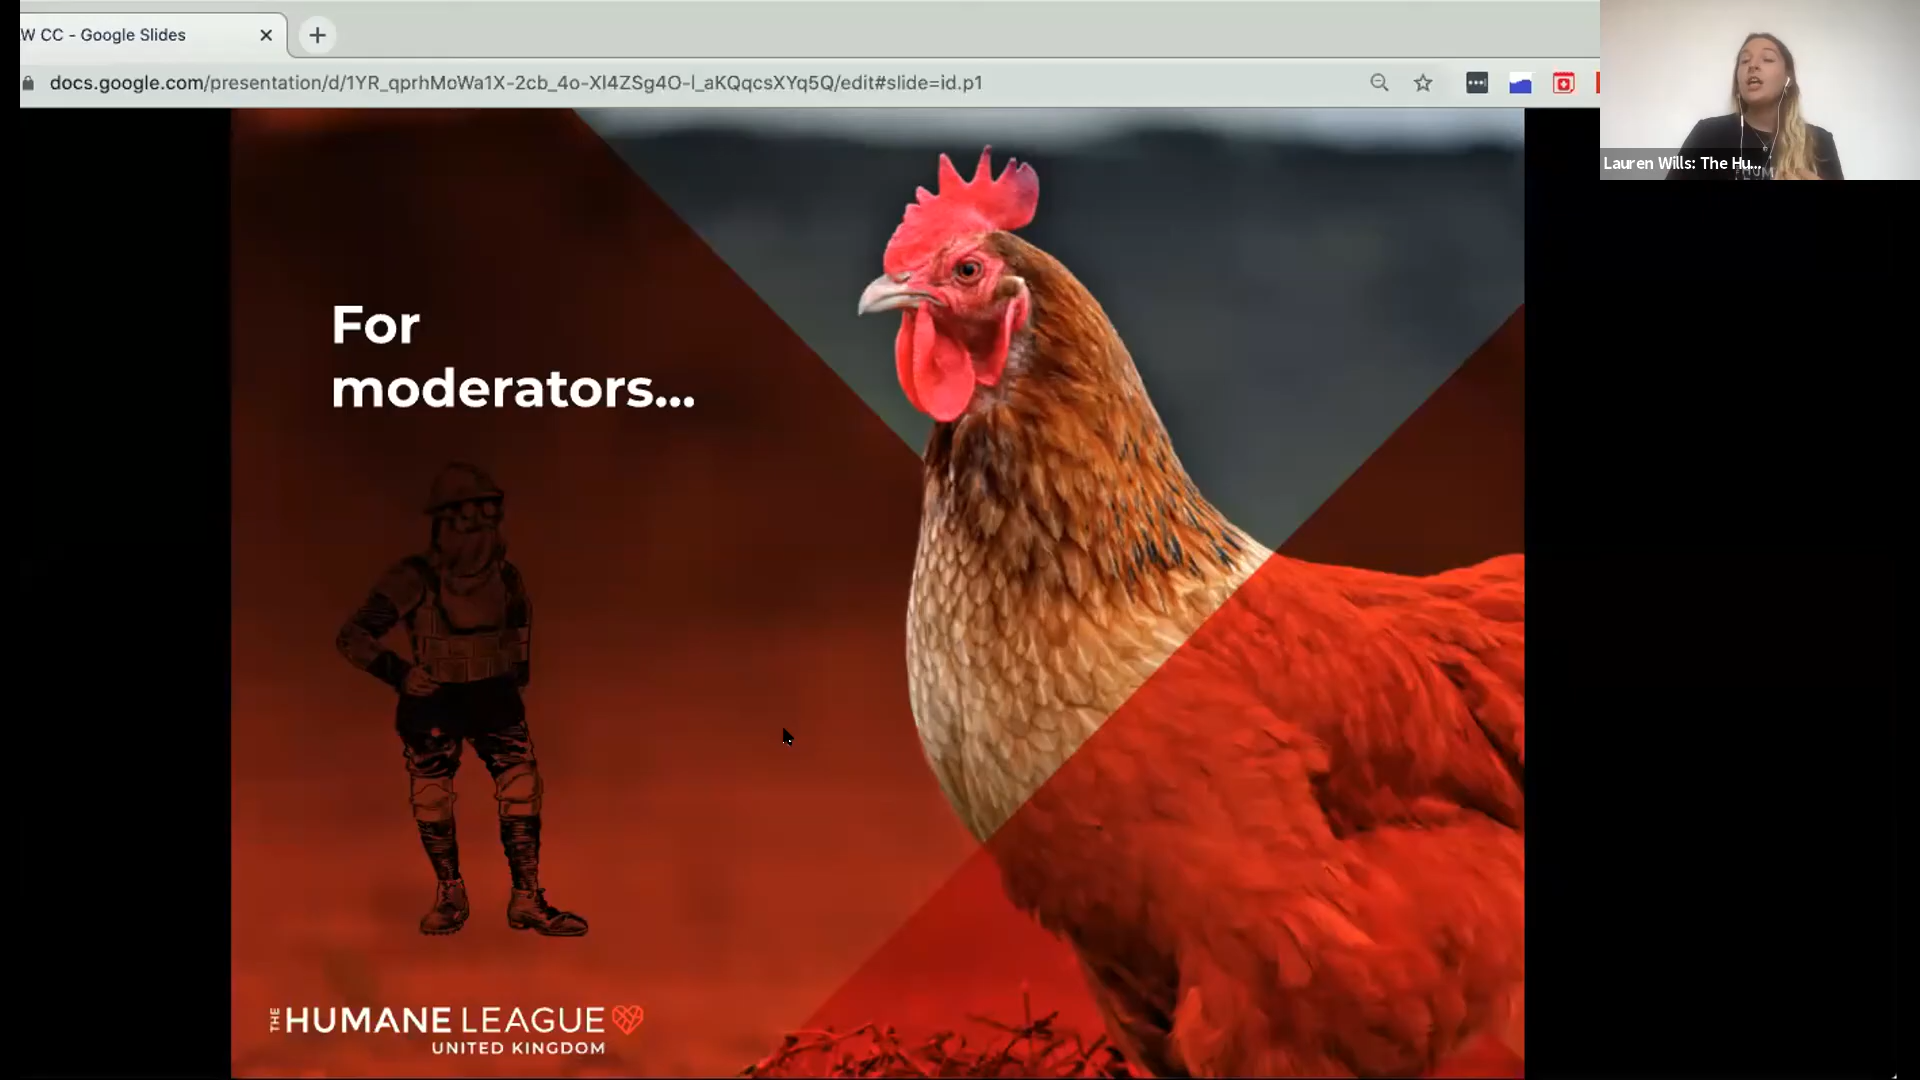 W CC - Google Slides
docs.google.com/presentation/d/1YR_qprhMoWa1X-2cb_4o-XI4ZSg4O-l_aKQqcsXYq5Q/edit#slide=id.p1
Lauren Wills: The Hu...
HUM
For
moderators...
THE HUMANE LEAGUE
UNITED KINGDOM